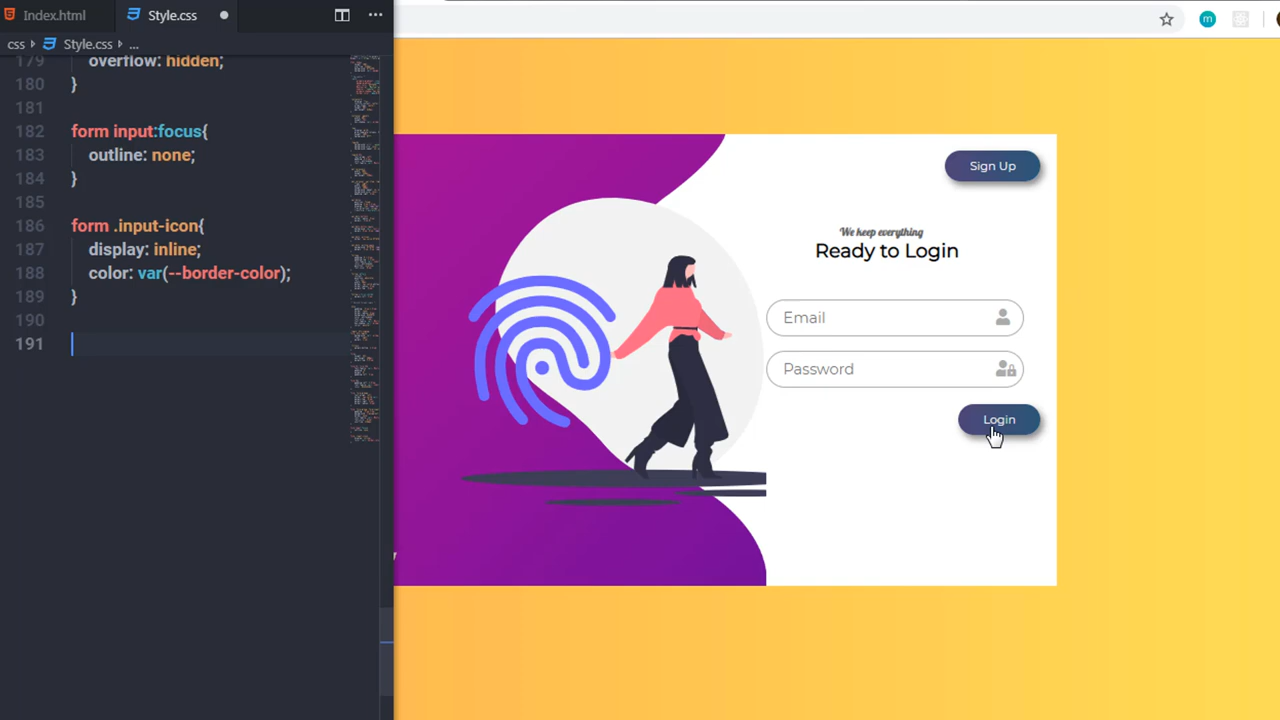 Index.html
Style.css
css > Style.css > ...
179 overflow: hidden;
180 }
181
182 form input:focus{
183 outline: none;
184 }
185
186 form .input-icon{
187 display: inline;
188 color: var(--border-color);
189 }
190
191
m
Sign Up
We keep everything
Ready to Login
Email
Password
Login